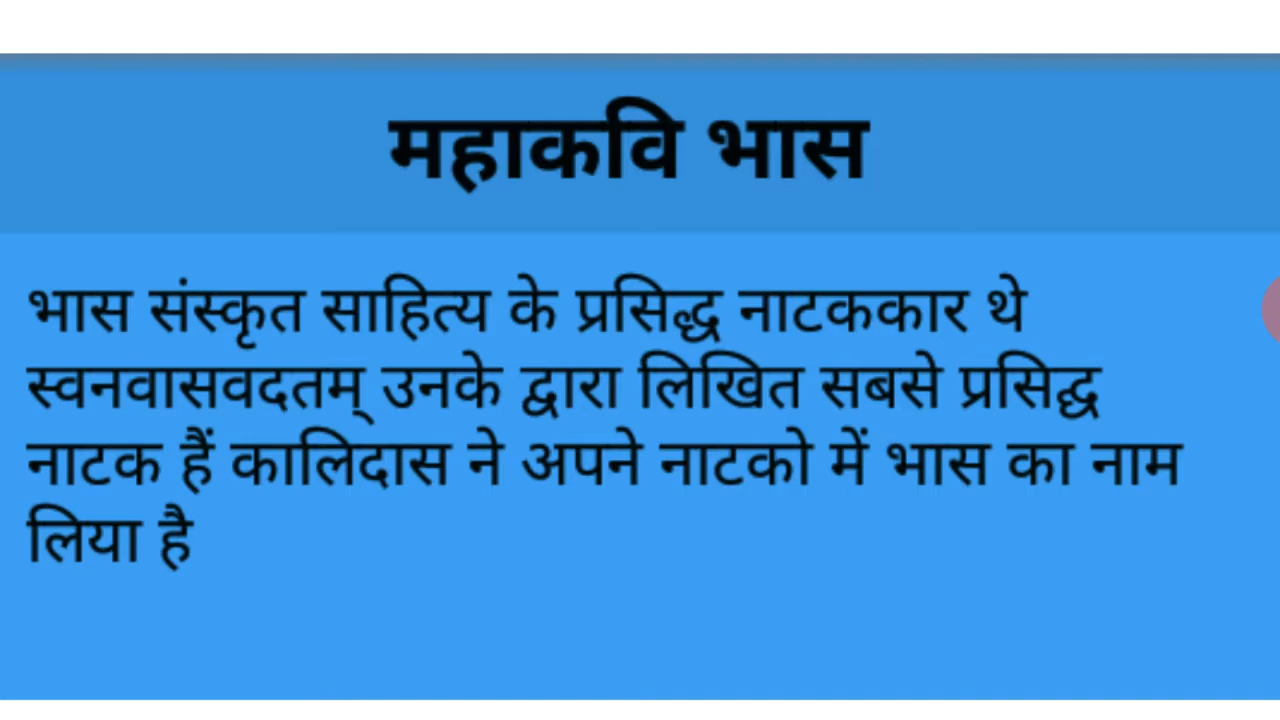 महाकवि भास
भास संस्कृत साहित्य के प्रसिद्ध नाटककार थे
स्वनवासवदतम् उनके द्वारा लिखित सबसे प्रसिद्ध
नाटक हैं कालिदास ने अपने नाटको में भास का नाम
लिया है